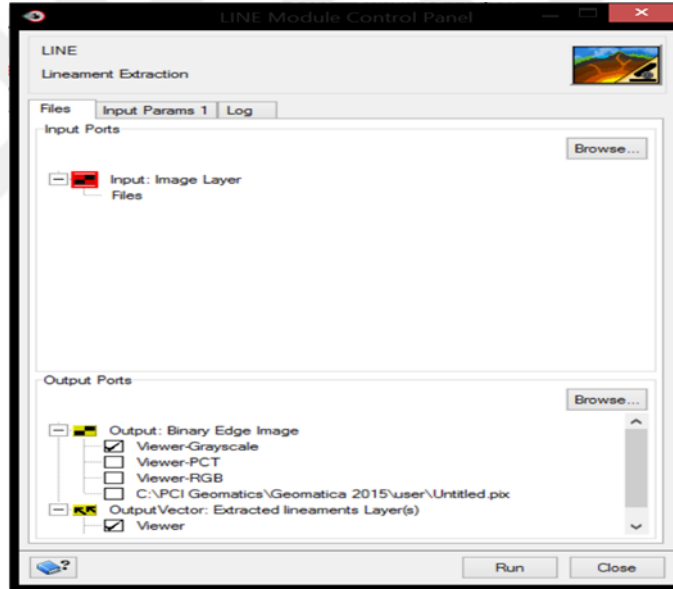 LINE Module Control Panel
LINE
Lineament Extraction
Files
Input Params 1
Log
Input Ports
Browse...
Input: Image Layer
Files
Output Ports
Browse...
Output: Binary Edge Image
Viewer-Grayscale
Viewer-PCT
Viewer-RGB
C:\PCI Geomatics\Geomatica 2015\user\Untitled.pix
OutputVector: Extracted lineaments Layer(s)
Viewer
Run
Close